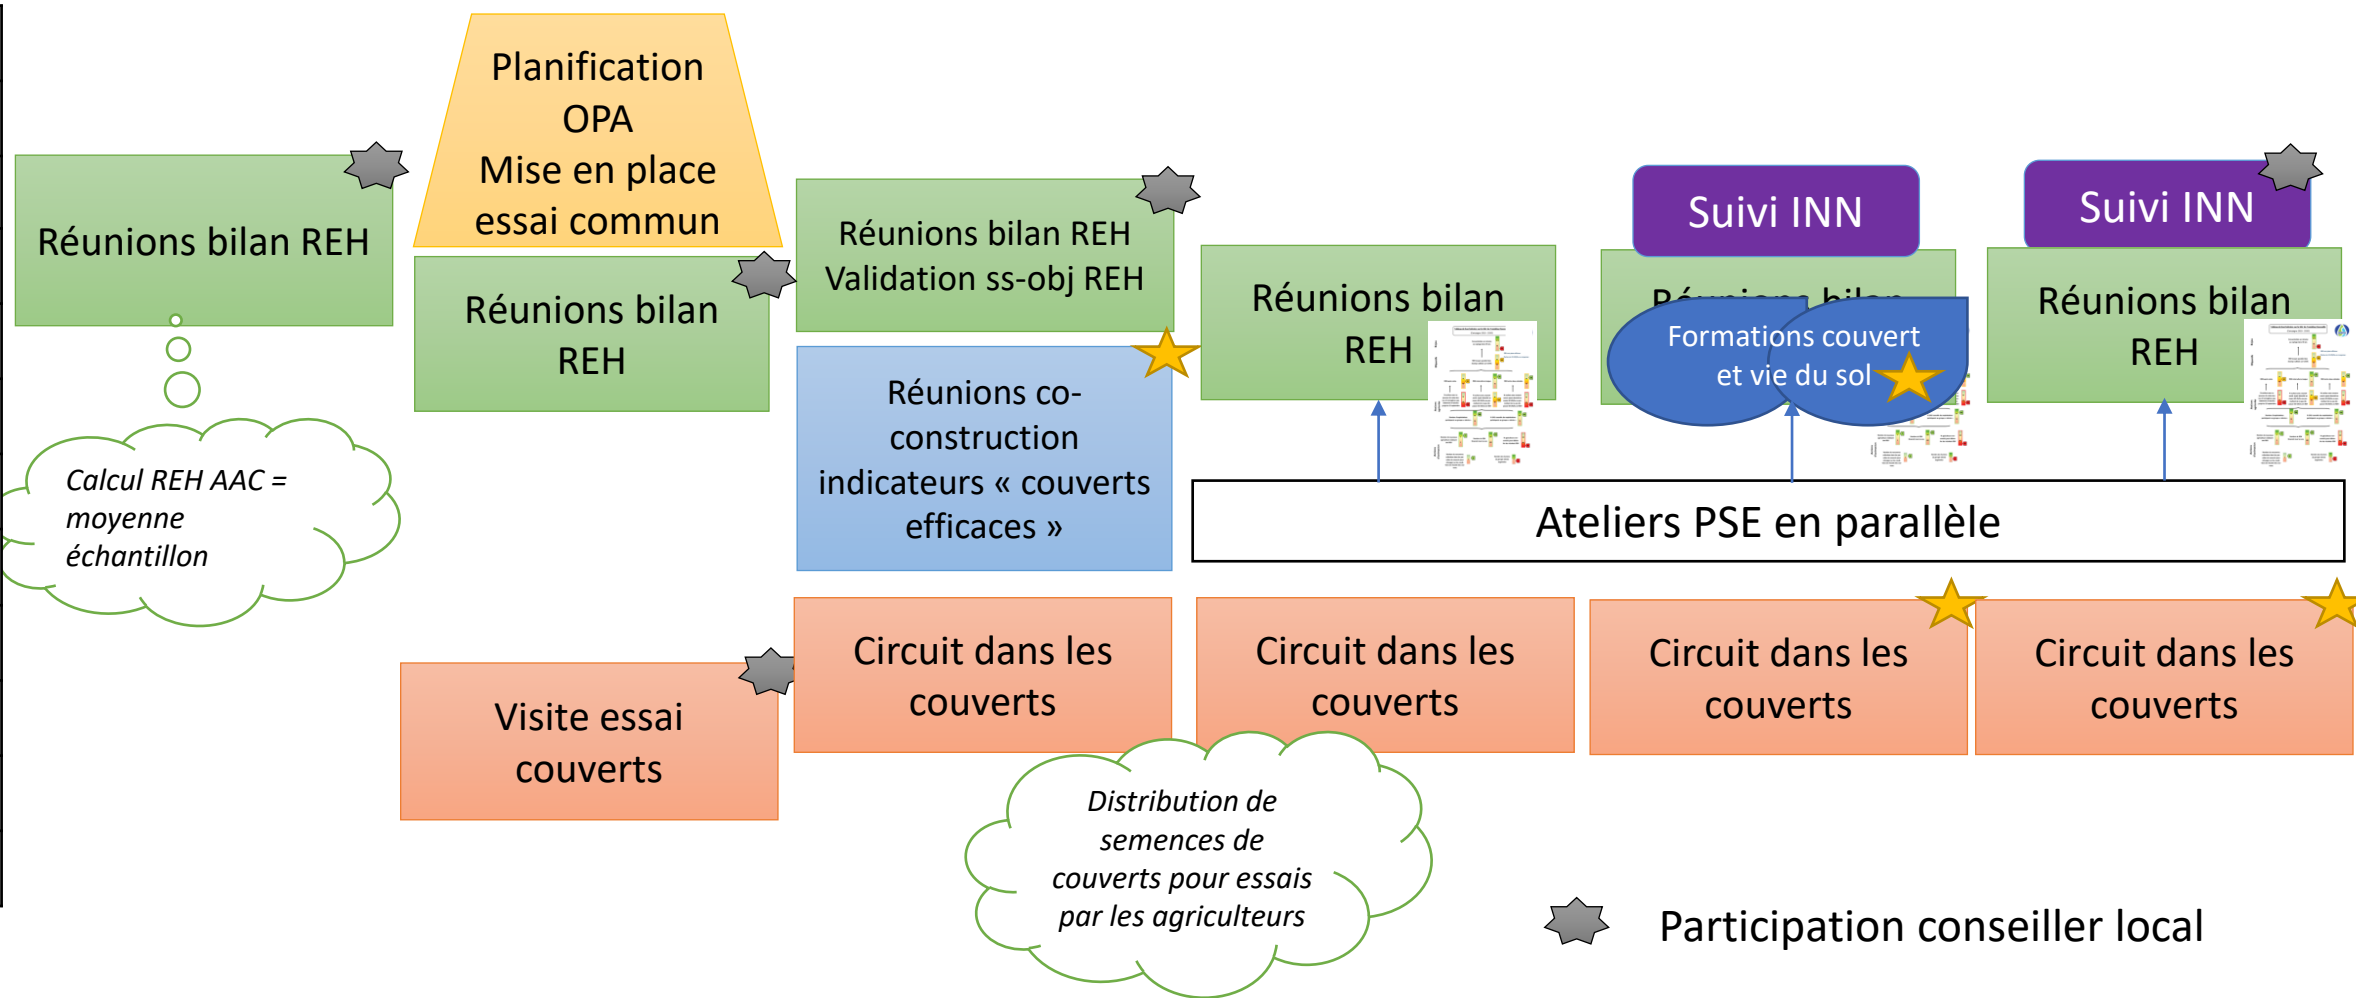 Planification
OPA
Mise en place
essai commun
Réunions bilan REH
Réunions bilan
REH
Réunions bilan REH
Validation ss-obj REH
Réunions bilan
REH
Suivi INN
Réunions bilan
Formations couvert
et vie du sol
Suivi INN
Réunions bilan
REH
Calcul REH AAC =
moyenne
échantillon
Réunions co-
construction
indicateurs « couverts
efficaces »
Ateliers PSE en parallèle
Visite essai
couverts
Circuit dans les
couverts
Circuit dans les
couverts
Circuit dans les
couverts
Circuit dans les
couverts
Distribution de
semences de
couverts pour essais
par les agriculteurs
Participation conseiller local